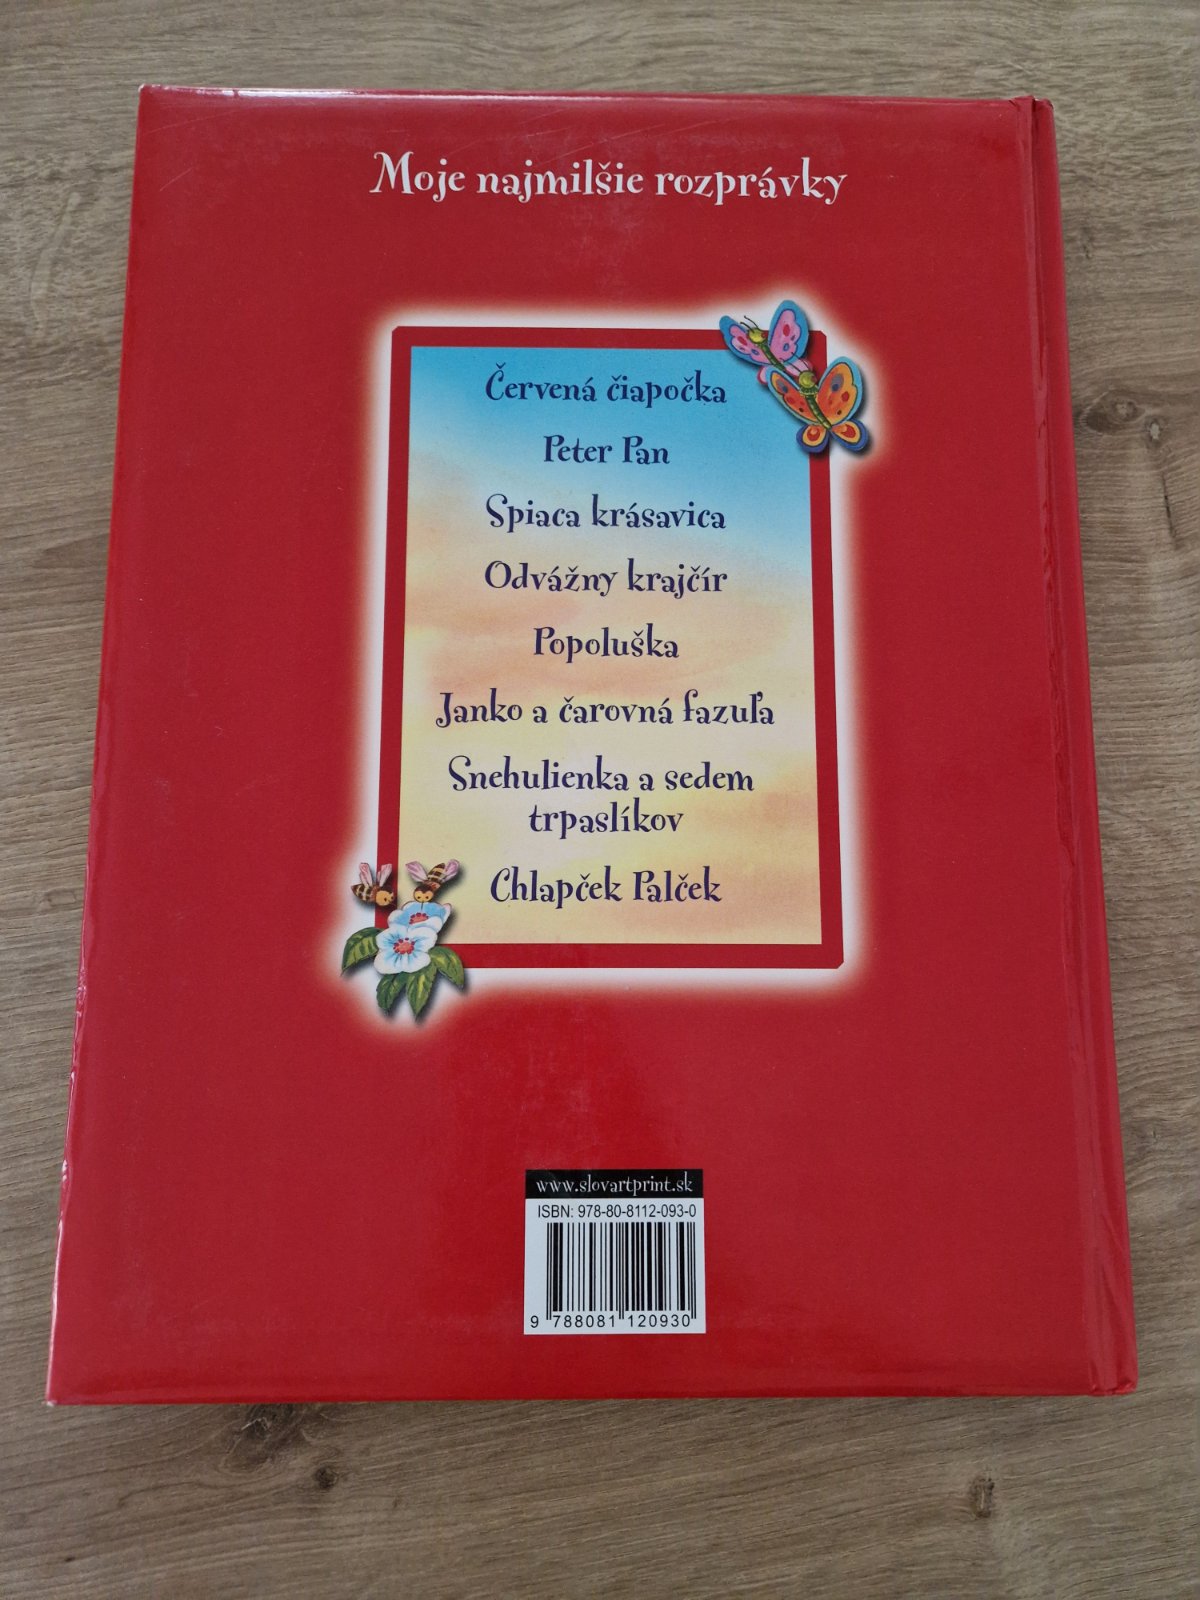 Moje najmilšie rozprávky
Červená čiapočka
Peter Pan
Spiaca krásavica
Odvážny krajčír
Popoluška
Janko a čarovná fazuľa
Snehulienka a sedem
trpaslíkov
Chlapček Palček
www.slovartprint.sk
ISBN: 978-80-8112-093-0
9 788081 120930